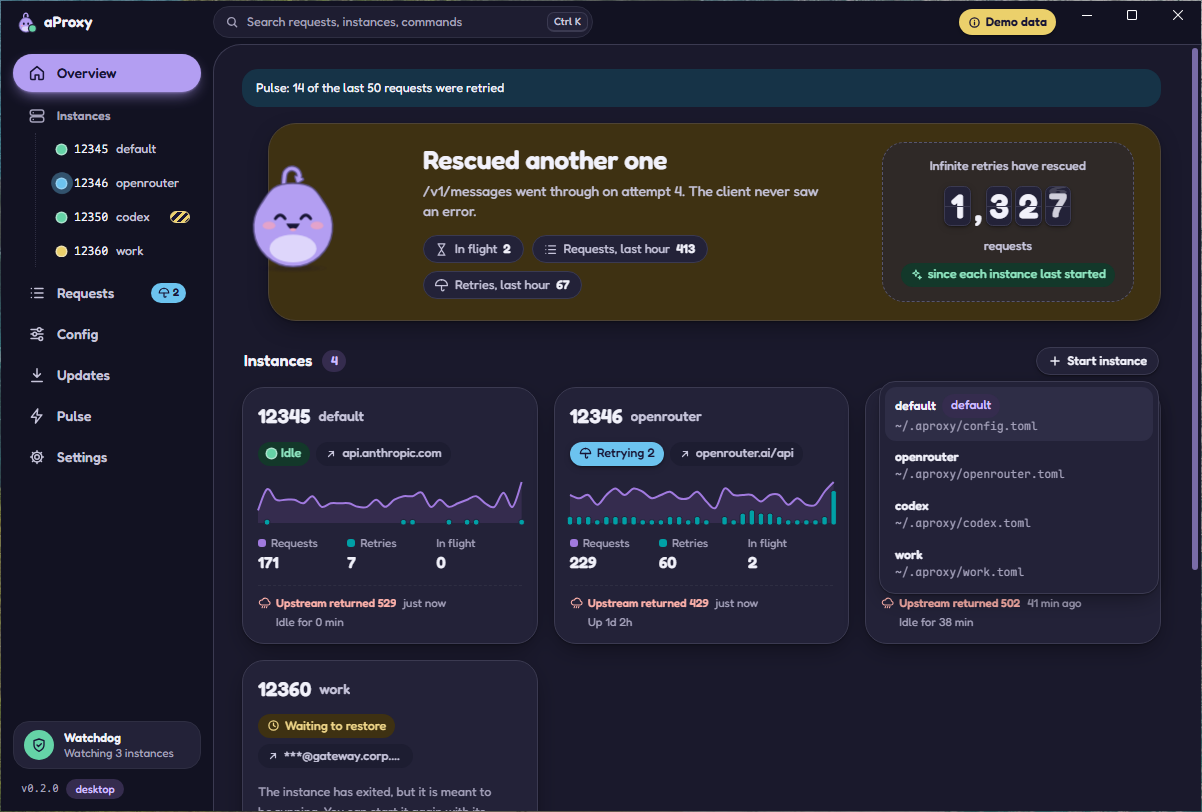 aProxy
Search requests, instances, commands
Ctrl K
Demo data
Overview
Instances
12345 default
12346 openrouter
12350 codex
12360 work
Requests
2
Config
Updates
Pulse
Settings
Watchdog
Watching 3 instances
v0.2.0 desktop
Pulse: 14 of the last 50 requests were retried
Rescued another one
/v1/messages went through on attempt 4. The client never saw
an error.
In flight 2
Requests, last hour 413
Retries, last hour 67
Infinite retries have rescued
1,327
requests
since each instance last started
Instances 4
Start instance
12345 default
Idle
api.anthropic.com
Requests
171
Retries
7
In flight
0
Upstream returned 529 just now
Idle for 0 min
12346 openrouter
Retrying 2
openrouter.ai/api
Requests
229
Retries
60
In flight
2
Upstream returned 429 just now
Up 1d 2h
default default
~/.aproxy/config.toml
openrouter
~/.aproxy/openrouter.toml
codex
~/.aproxy/codex.toml
work
~/.aproxy/work.toml
Upstream returned 502 41 min ago
Idle for 38 min
12360 work
Waiting to restore
***@gateway.corp....
The instance has exited, but it is meant to